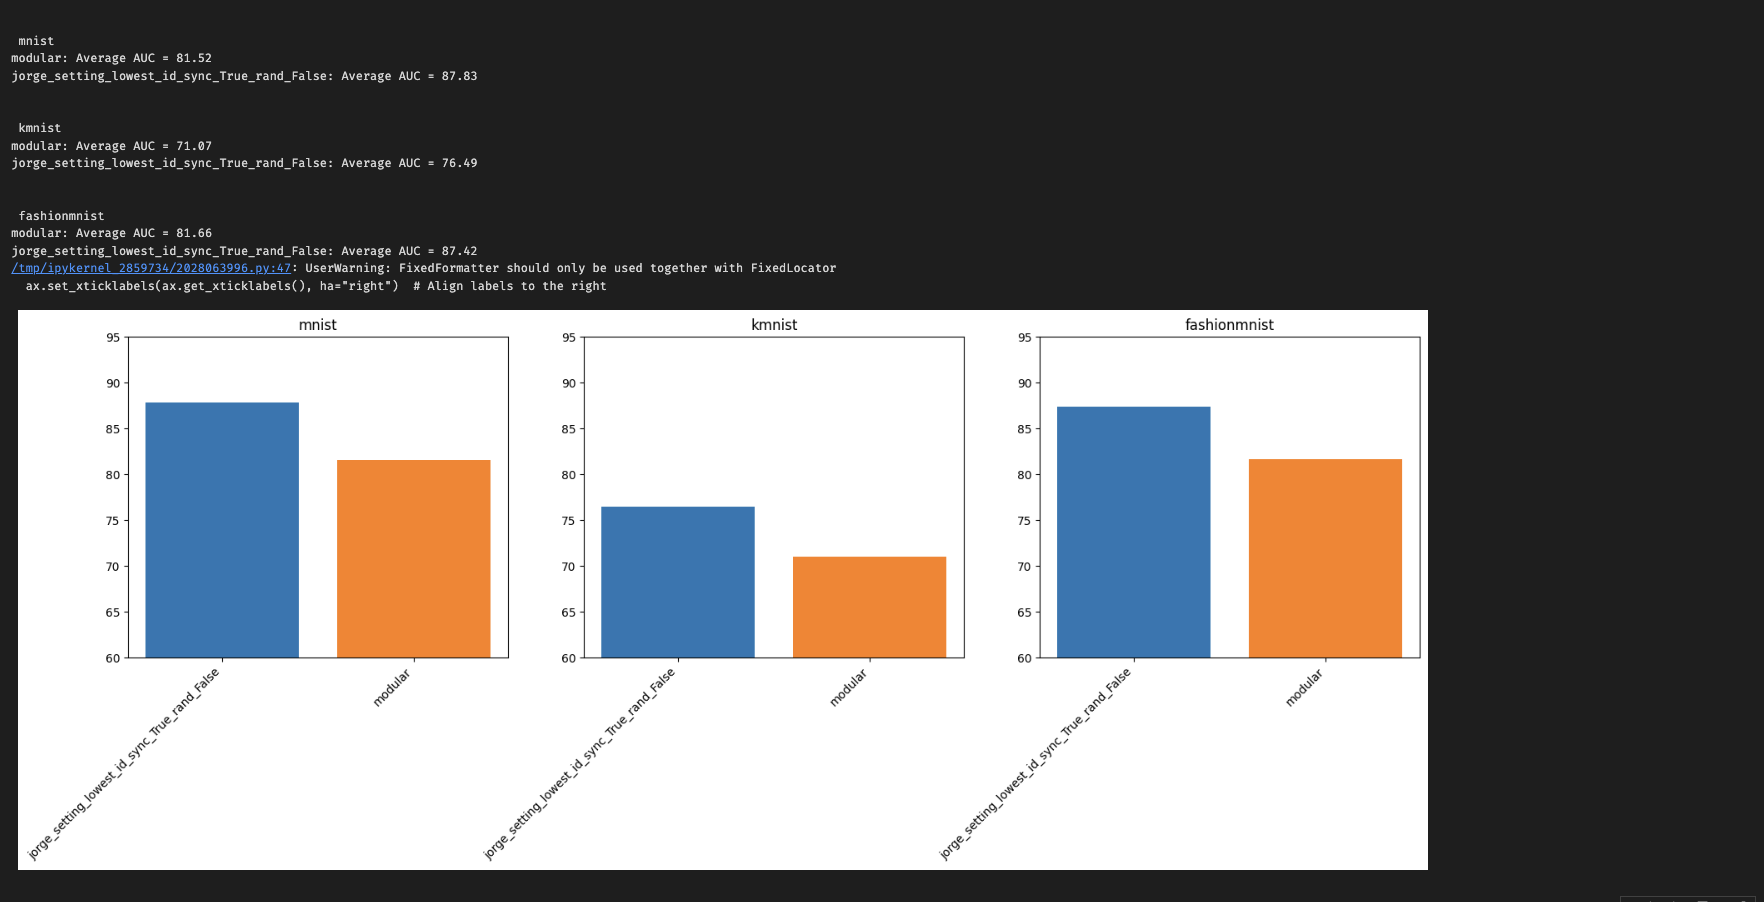 mnist
modular: Average AUC = 81.52
jorge_setting_lowest_id_sync_True_rand_False: Average AUC = 87.83
kmnist
modular: Average AUC = 71.07
jorge_setting_lowest_id_sync_True_rand_False: Average AUC = 76.49
fashionmnist
modular: Average AUC = 81.66
jorge_setting_lowest_id_sync_True_rand_False: Average AUC = 87.42
/tmp/ipykernel_2859734/2028063996.py:47: UserWarning: FixedFormatter should only be used together with FixedLocator
ax.set_xticklabels(ax.get_xticklabels(), ha="right")  # Align labels to the right
mnist
95
90
85
80
75
70
65
60
jorge_setting_lowest_id_sync_True_rand_False
modular
kmnist
95
90
85
80
75
70
65
60
jorge_setting_lowest_id_sync_True_rand_False
modular
fashionmnist
95
90
85
80
75
70
65
60
jorge_setting_lowest_id_sync_True_rand_False
modular